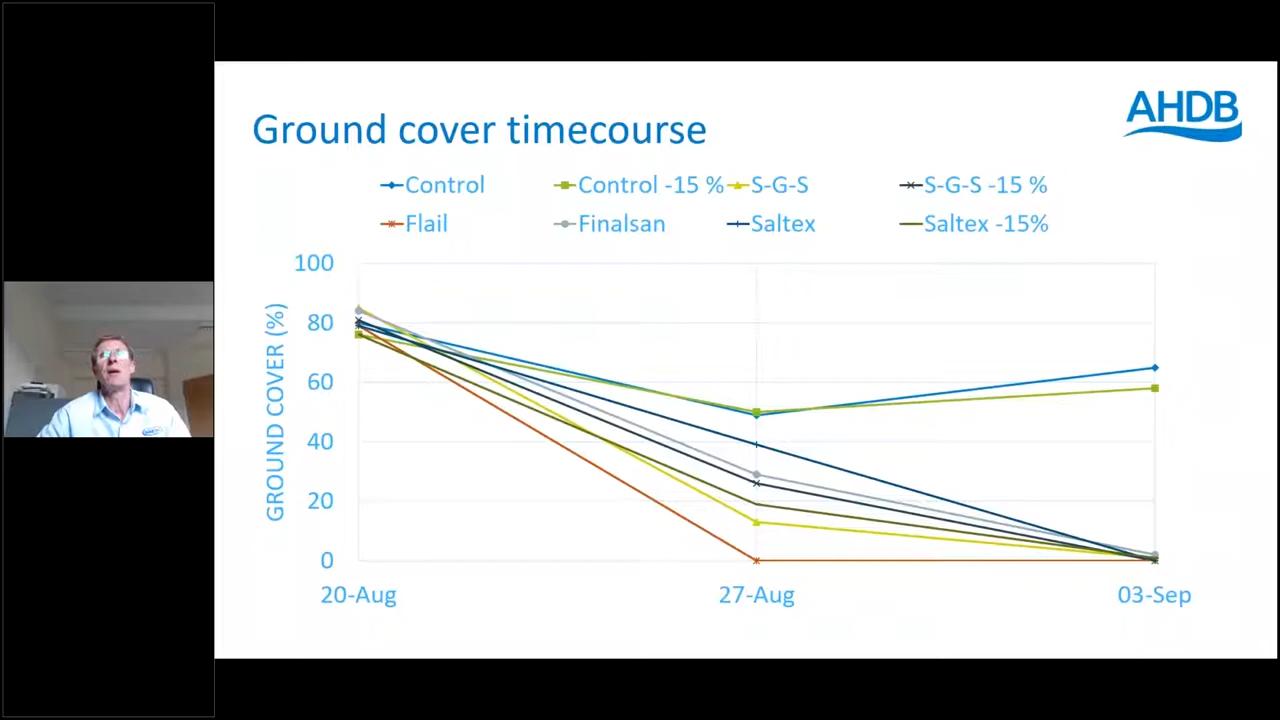 AHDB
Ground cover timecourse
Control Control -15 % S-G-S S-G-S -15 %
Flail Finalsan Saltex Saltex -15%
100
80
60
40
20
0
GROUND COVER (%)
20-Aug 27-Aug 03-Sep